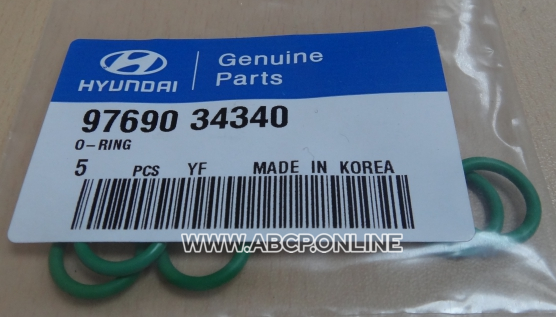 HYUNDAI
Genuine
Parts
97690 34340
O-RING
5 PCS YF MADE IN KOREA
WWW.ABCP.ONLINE